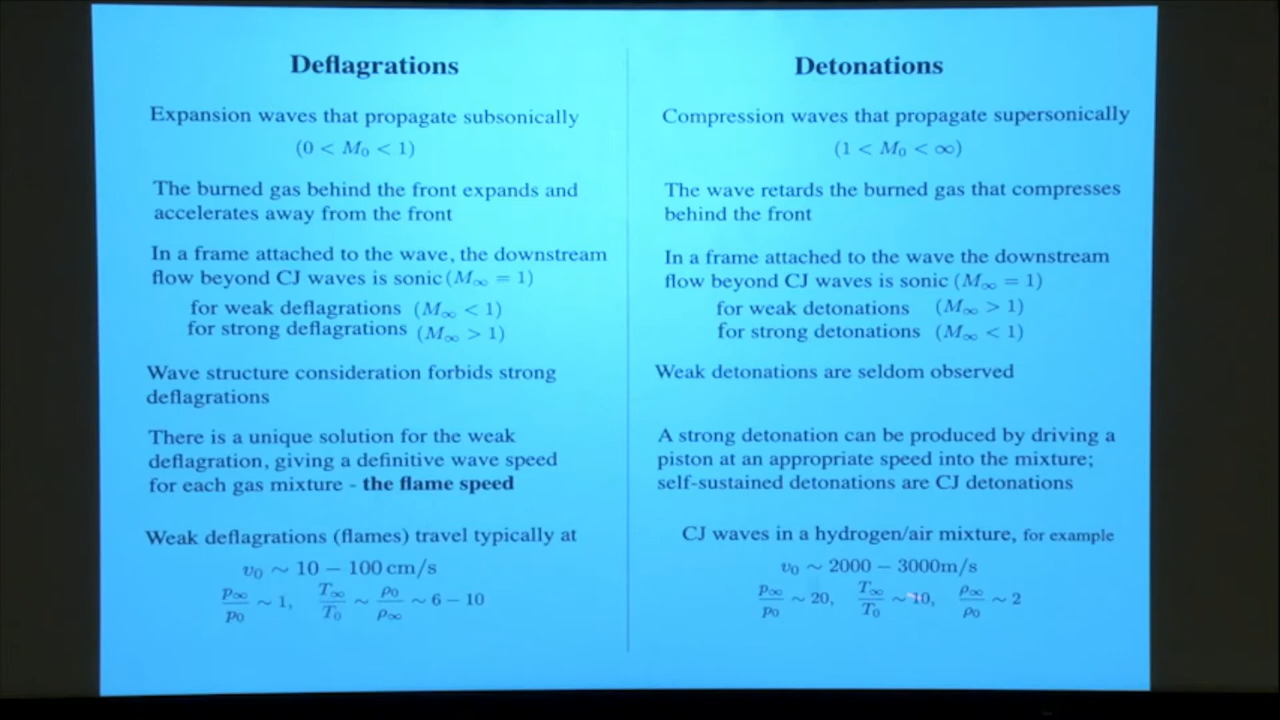 Deflagrations
Expansion waves that propagate subsonically
(0 < M₀ < 1)
The burned gas behind the front expands and
accelerates away from the front
In a frame attached to the wave, the downstream
flow beyond CJ waves is sonic (M∞ = 1)
for weak deflagrations (M∞ < 1)
for strong deflagrations (M∞ > 1)
Wave structure consideration forbids strong
deflagrations
There is a unique solution for the weak
deflagration, giving a definitive wave speed
for each gas mixture - the flame speed
Weak deflagrations (flames) travel typically at
v₀ ∼ 10 − 100 cm/s
p∞/p₀ ∼ 1, T∞/T₀ ∼ ρ₀/ρ∞ ∼ 6 − 10
Detonations
Compression waves that propagate supersonically
(1 < M₀ < ∞)
The wave retards the burned gas that compresses
behind the front
In a frame attached to the wave the downstream
flow beyond CJ waves is sonic (M∞ = 1)
for weak detonations (M∞ > 1)
for strong detonations (M∞ < 1)
Weak detonations are seldom observed
A strong detonation can be produced by driving a
piston at an appropriate speed into the mixture;
self-sustained detonations are CJ detonations
CJ waves in a hydrogen/air mixture, for example
v₀ ∼ 2000 − 3000m/s
p∞/p₀ ∼ 20, T∞/T₀ ∼ 10, ρ∞/ρ₀ ∼ 2